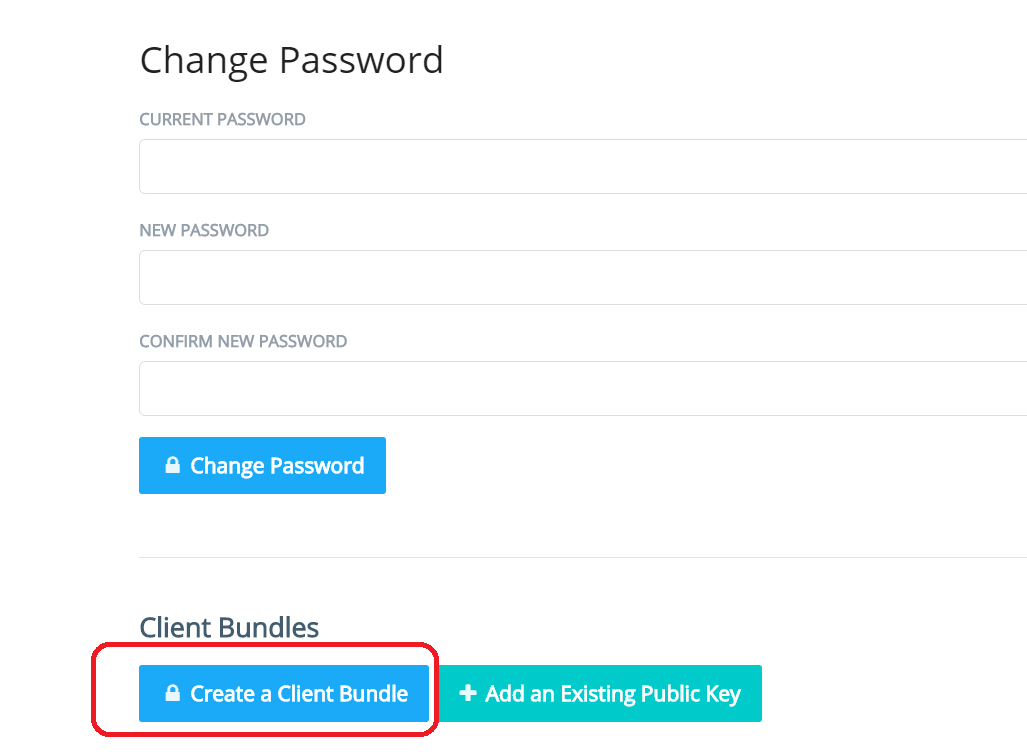 Change Password
CURRENT PASSWORD
NEW PASSWORD
CONFIRM NEW PASSWORD
Change Password
Client Bundles
Create a Client Bundle
Add an Existing Public Key